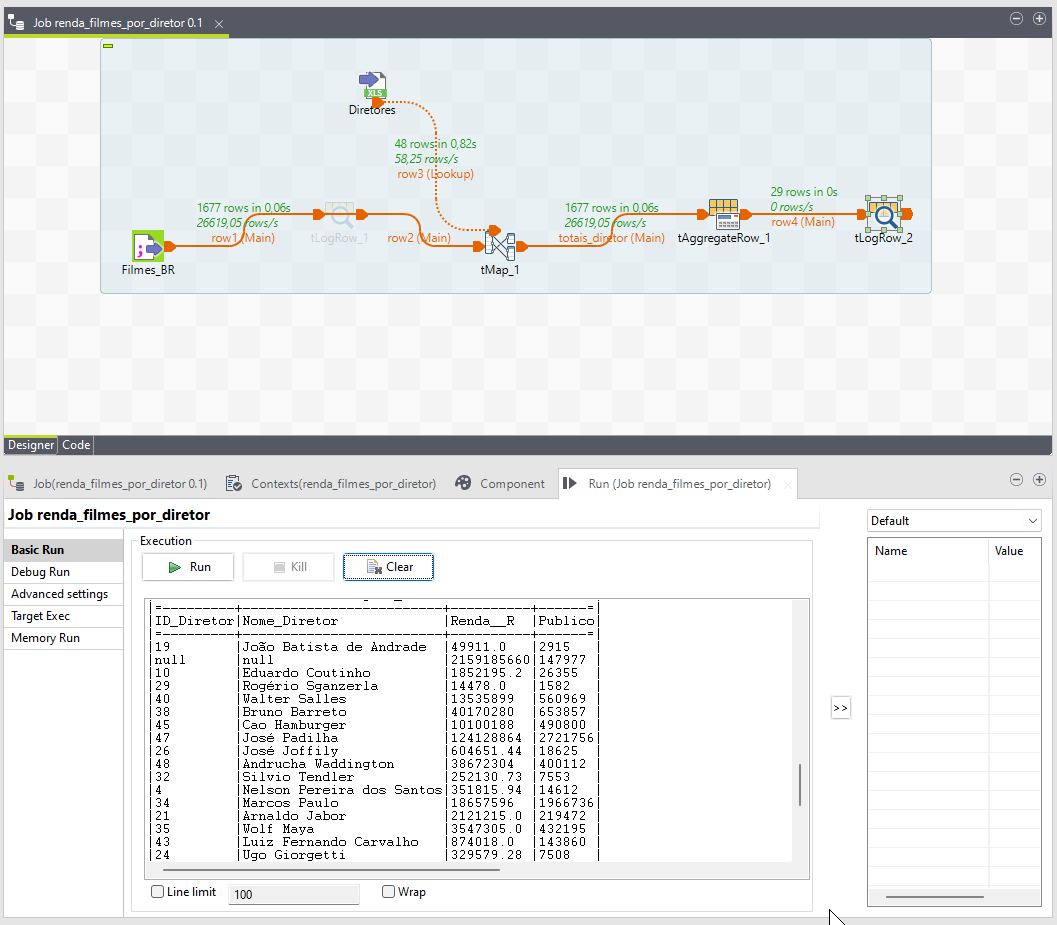 Job renda_filmes_por_diretor 0.1
XLS
Diretores
48 rows in 0,82s
58,25 rows/s
row3 (Lookup)
1677 rows in 0,06s
26619,05 rows/s
row1 (Main)
tLogRow_1
row2 (Main)
1677 rows in 0,06s
26619,05 rows/s
totais_diretor (Main)
29 rows in 0s
0 rows/s
row4 (Main)
Filmes_BR
tMap_1
tAggregateRow_1
tLogRow_2
Designer Code
Job(renda_filmes_por_diretor 0.1) Contexts(renda_filmes_por_diretor) Component Run (Job renda_filmes_por_diretor)
Job renda_filmes_por_diretor
Basic Run
Debug Run
Advanced settings
Target Exec
Memory Run
Execution
Run Kill Clear
|=----------+-------------------------+----------+------=|
|ID_Diretor|Nome_Diretor |Renda__R |Publico|
|=----------+-------------------------+----------+------=|
|19 |João Batista de Andrade |49911.0 |2915 |
|null |null |2159185660|147977 |
|10 |Eduardo Coutinho |1852195.2 |26355 |
|29 |Rogério Sganzerla |14478.0 |1582 |
|40 |Walter Salles |13535899 |560969 |
|38 |Bruno Barreto |40170280 |653857 |
|45 |Cao Hamburger |10100188 |490800 |
|47 |José Padilha |124128864 |2721756|
|26 |José Joffily |604651.44 |18625 |
|48 |Andrucha Waddington |38672304 |400112 |
|32 |Silvio Tendler |252130.73 |7553 |
|4 |Nelson Pereira dos Santos|351815.94 |14612 |
|34 |Marcos Paulo |18657596 |1966736|
|21 |Arnaldo Jabor |2121215.0 |219472 |
|35 |Wolf Maya |3547305.0 |432195 |
|43 |Luiz Fernando Carvalho |874018.0 |143860 |
|24 |Ugo Giorgetti |329579.28 |7508 |
Line limit 100 Wrap
>>
Default
Name Value